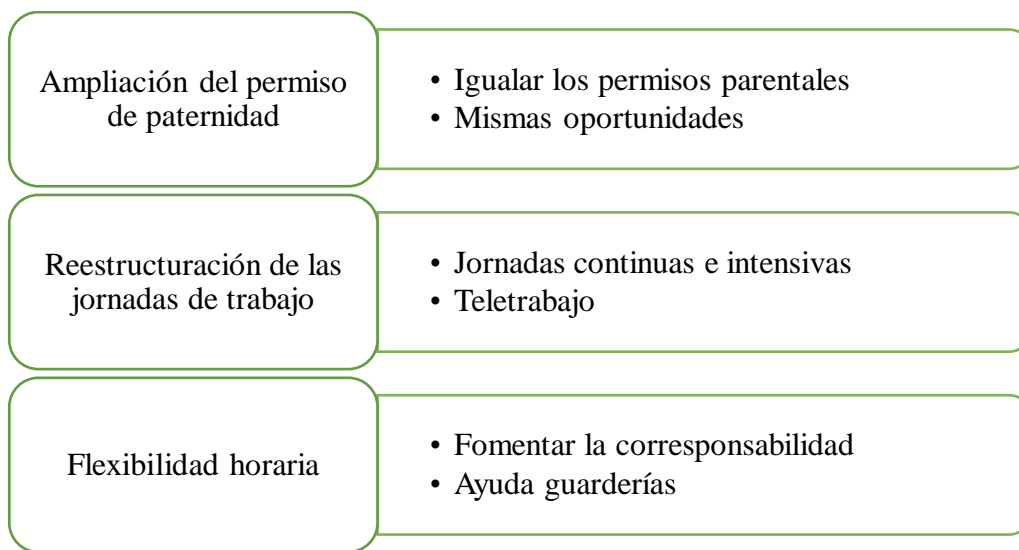 Ampliación del permiso
de paternidad
• Igualar los permisos parentales
• Mismas oportunidades
Reestructuración de las
jornadas de trabajo
• Jornadas continuas e intensivas
• Teletrabajo
Flexibilidad horaria
• Fomentar la corresponsabilidad
• Ayuda guarderías